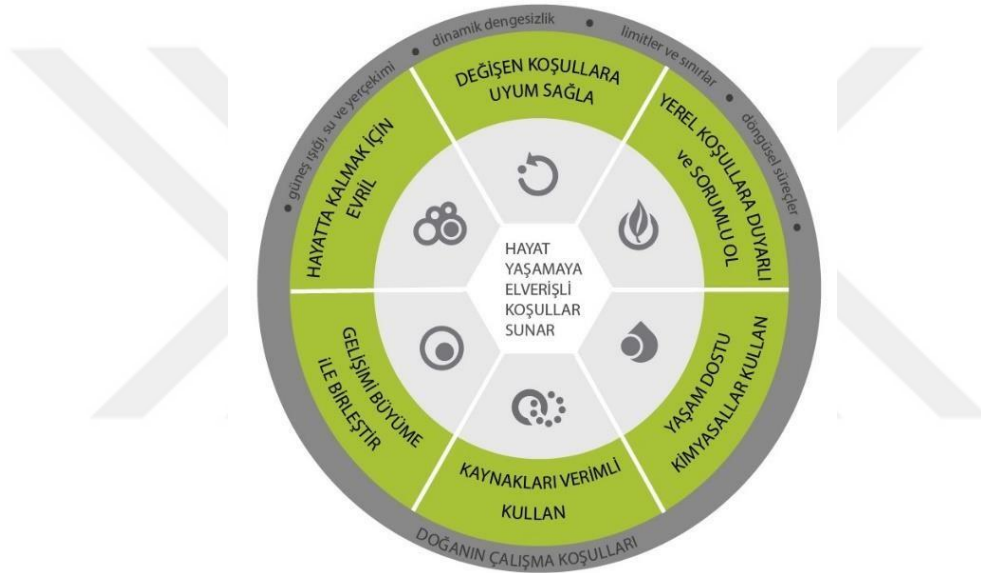 • güneş ışığı, su ve yerçekimi • dinamik dengesizlik • limitler ve sınırlar • döngüsel süreçler •
DEĞİŞEN KOŞULLARA
UYUM SAĞLA
YEREL KOŞULLARA DUYARLI
ve SORUMLU OL
YAŞAM DOSTU
KİMYASALLAR KULLAN
KAYNAKLARI VERİMLİ
KULLAN
GELİŞİMİ BÜYÜME
iLE BİRLEŞTİR
HAYATTA KALMAK İÇİN
EVRİL
HAYAT
YAŞAMAYA
ELVERİŞLİ
KOŞULLAR
SUNAR
DOĞANIN ÇALIŞMA KOŞULLARI